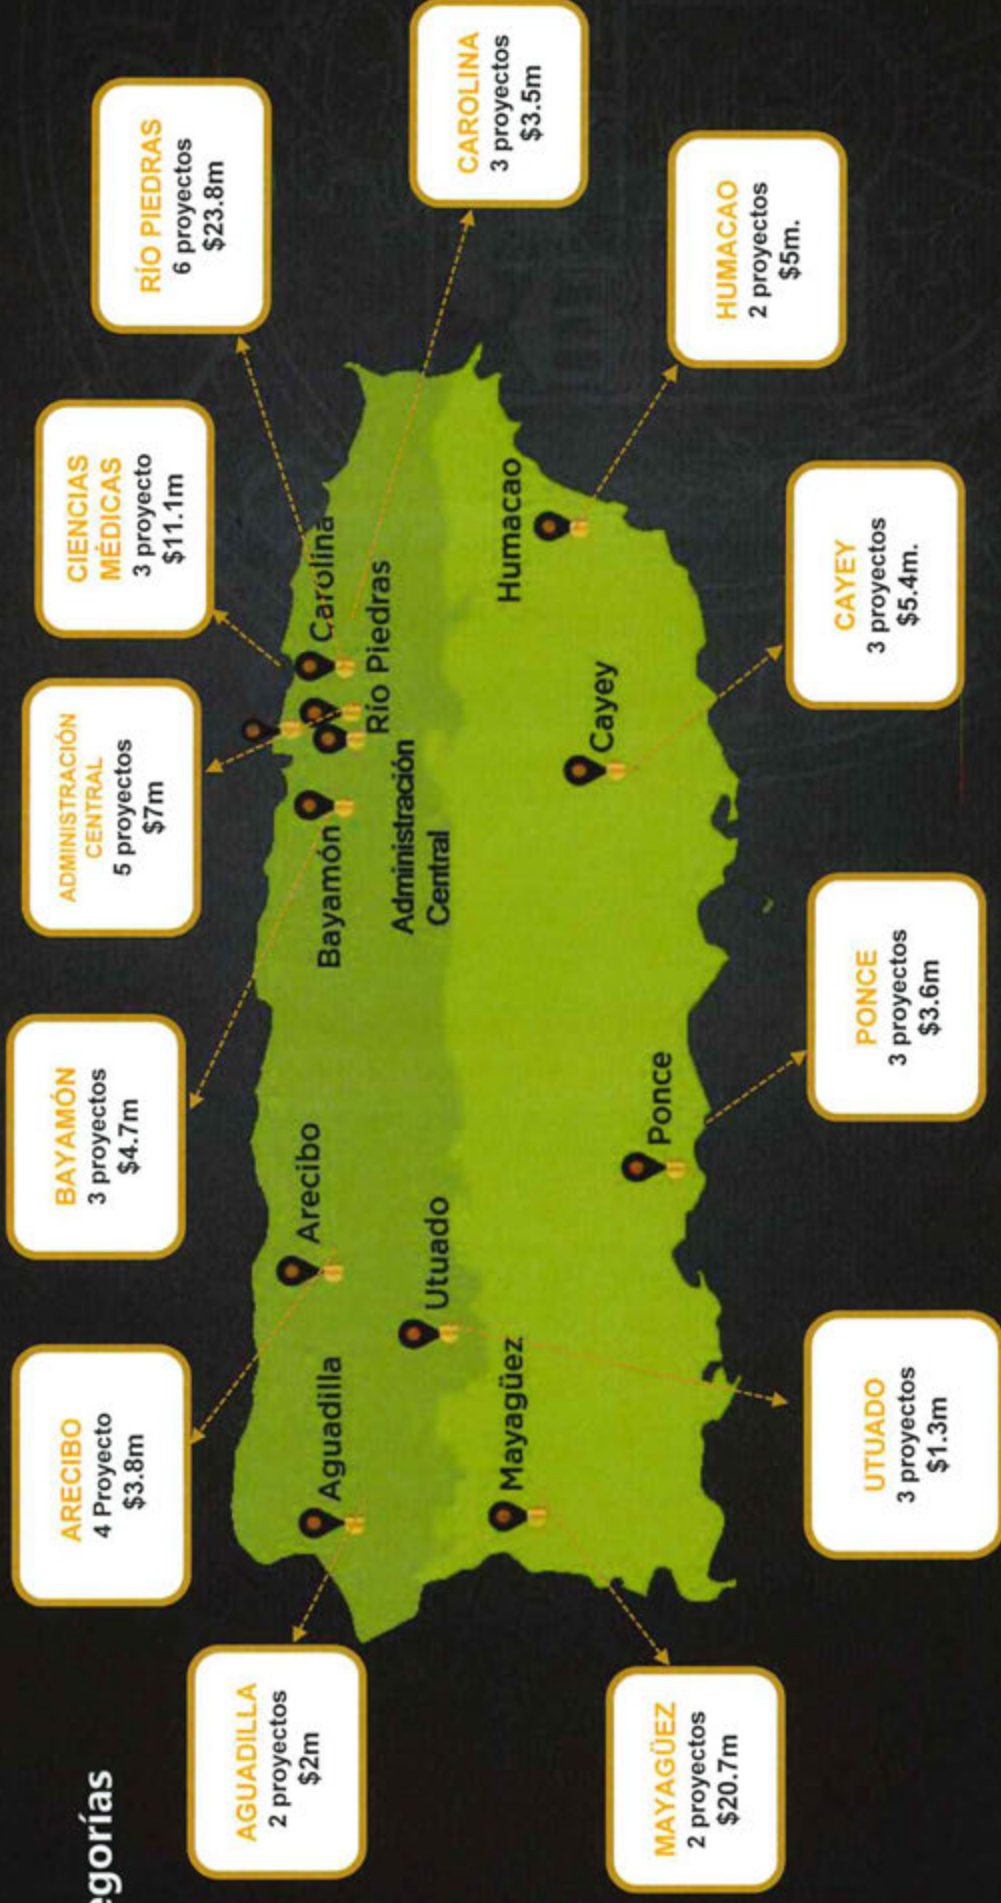 egorías
ARECIBO
4 Proyecto
$3.8m
BAYAMÓN
3 proyectos
$4.7m
ADMINISTRACIÓN
CENTRAL
5 proyectos
$7m
CIENCIAS
MÉDICAS
3 proyecto
$11.1m
RÍO PIEDRAS
6 proyectos
$23.8m
AGUADILLA
2 proyectos
$2m
CAROLINA
3 proyectos
$3.5m
Aguadilla
Arecibo
Bayamón
Carolina
Río Piedras
Administración
Central
Utuado
Mayagüez
Humacao
Cayey
Ponce
MAYAGÜEZ
2 proyectos
$20.7m
HUMACAO
2 proyectos
$5m.
UTUADO
3 proyectos
$1.3m
PONCE
3 proyectos
$3.6m
CAYEY
3 proyectos
$5.4m.